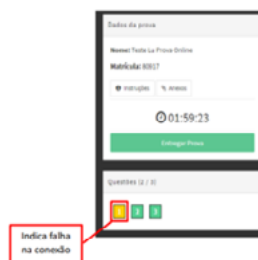 Dados da prova
Nome: Teste La Prova Online
Matrícula: 83017
Instruções Anexos
01:59:23
Entregar Prova
Questões (2 / 3)
1 2 3
Indica falha
na conexão